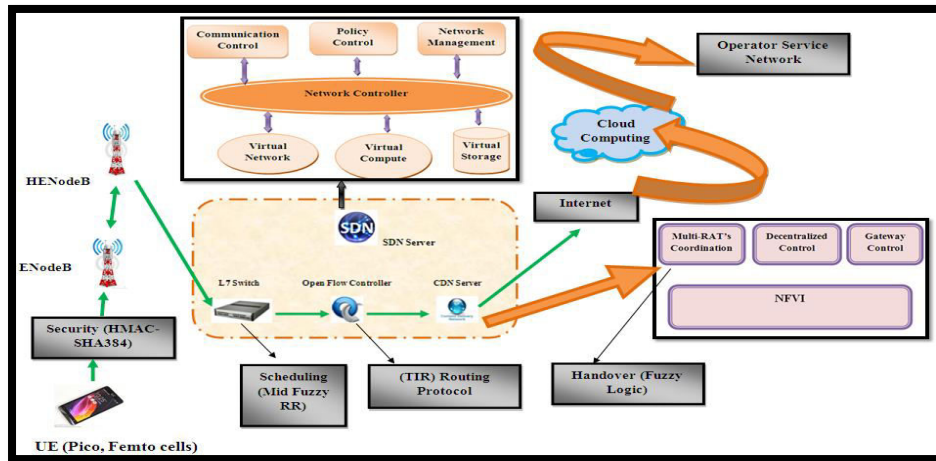 Communication
Control
Policy
Control
Network
Management
Operator Service
Network
Network Controller
Cloud
Computing
Virtual
Network
Virtual
Compute
Virtual
Storage
HENodeB
Internet
SDN
SDN Server
Multi-RAT's
Coordination
Decentralized
Control
Gateway
Control
ENodeB
L7 Switch
Open Flow Controller
CDN Server
NFVI
Security (HMAC-
SHA384)
Scheduling
(Mid Fuzzy
RR)
(TIR) Routing
Protocol
Handover (Fuzzy
Logic)
UE (Pico, Femto cells)